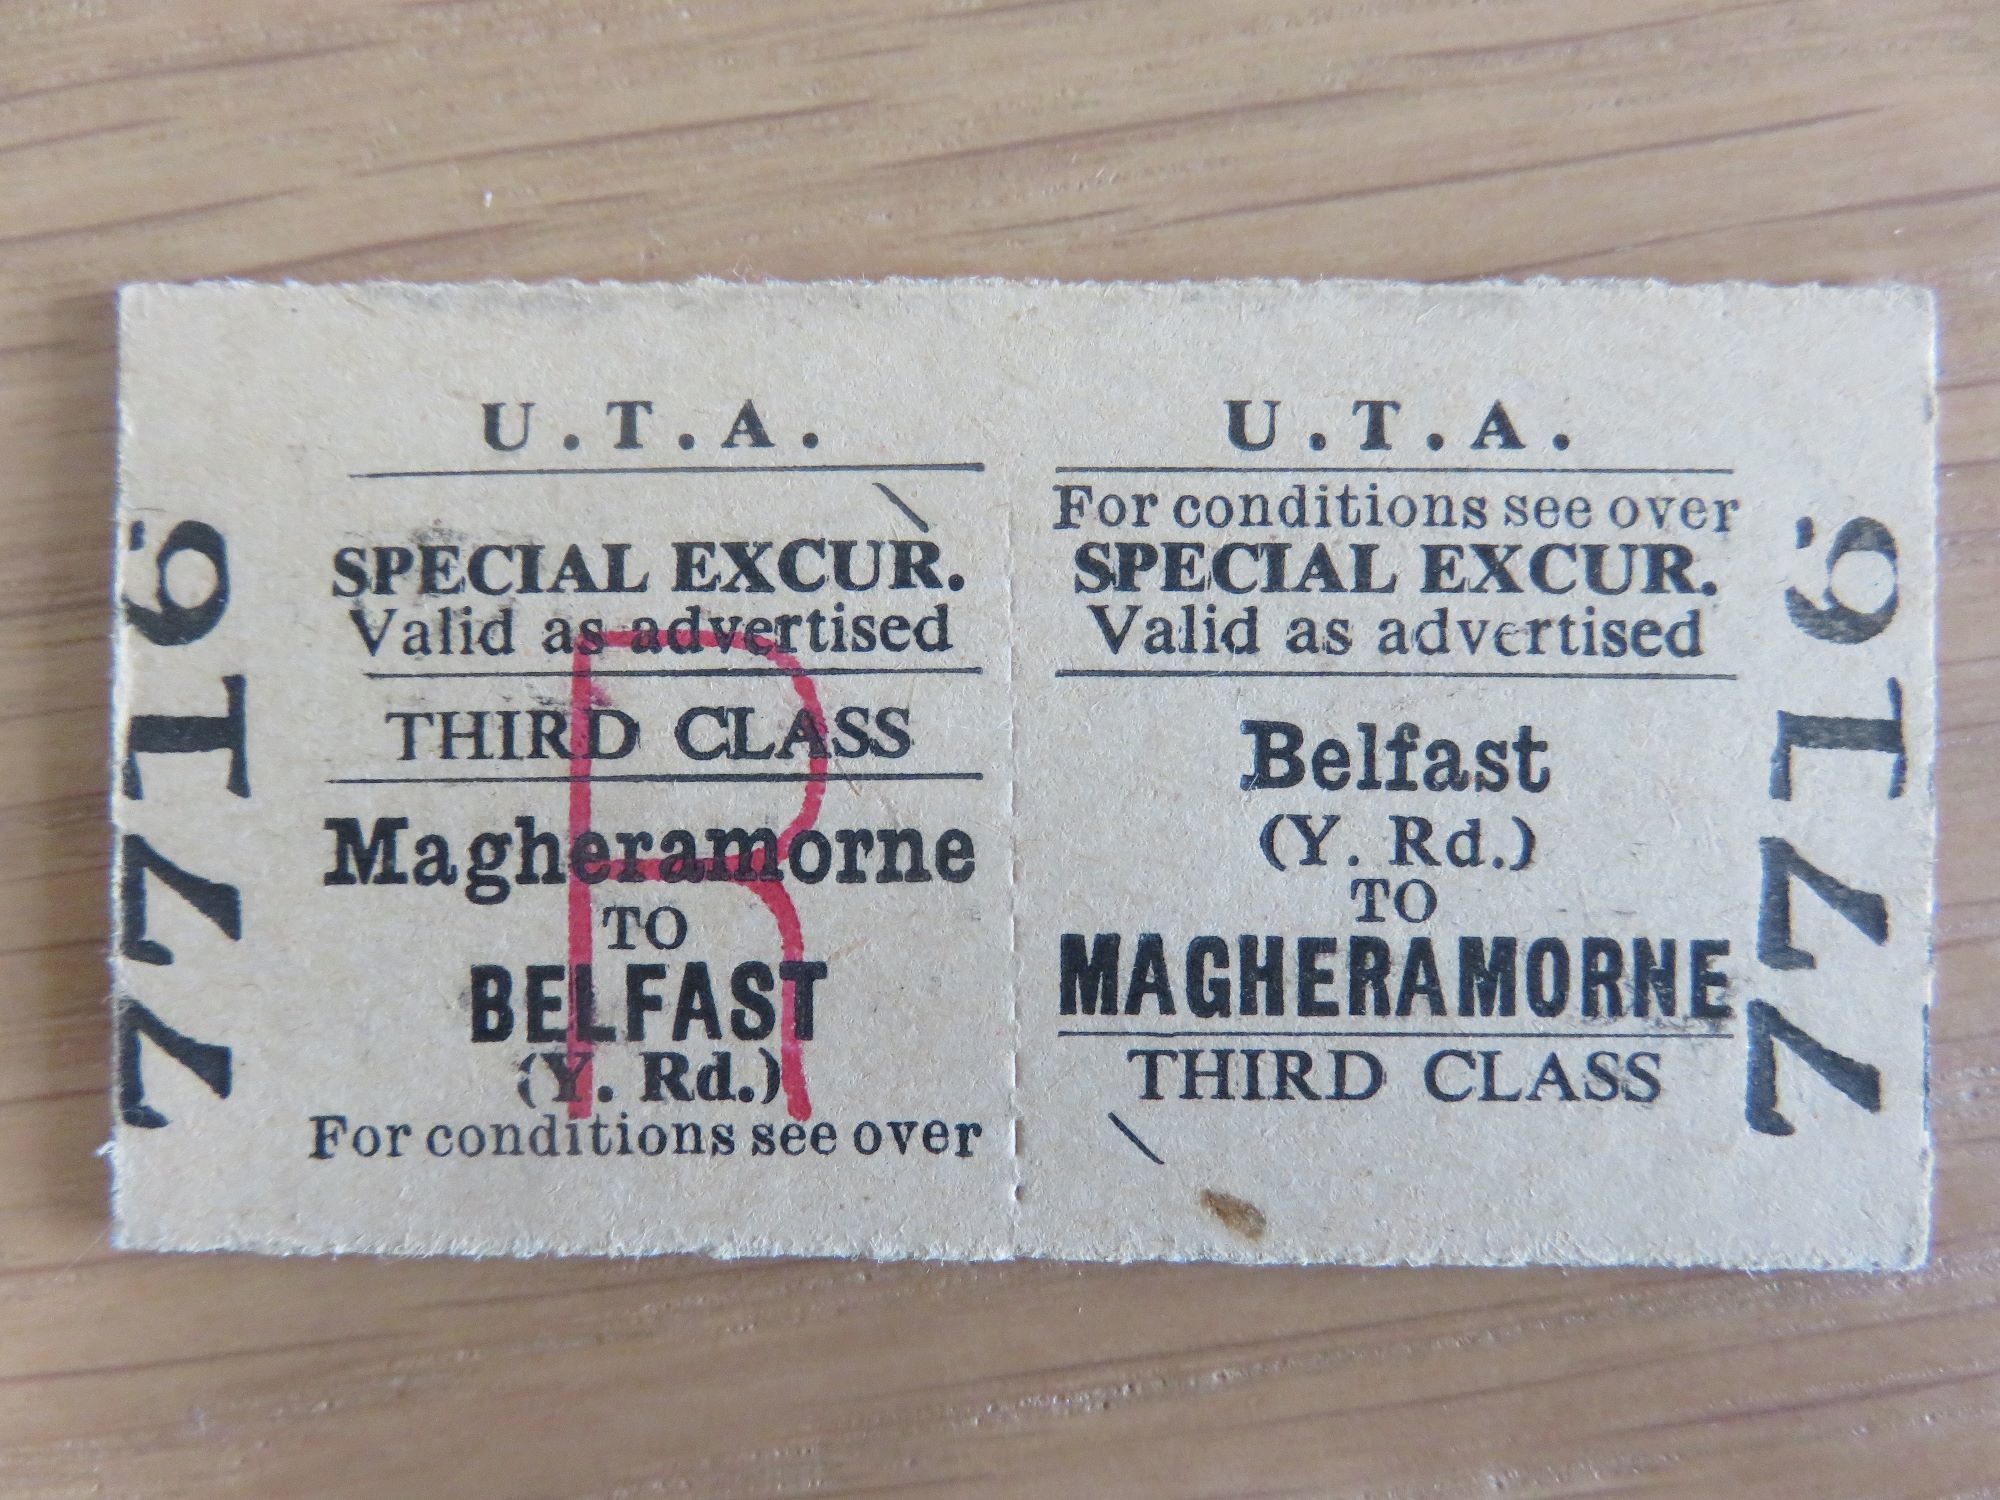 U.T.A.
SPECIAL EXCUR.
Valid as advertised
THIRD CLASS
Magheramorne
TO
BELFAST
(Y. Rd.)
For conditions see over
R
7716
U.T.A.
For conditions see over
SPECIAL EXCUR.
Valid as advertised
Belfast
(Y. Rd.)
TO
MAGHERAMORNE
THIRD CLASS
7716